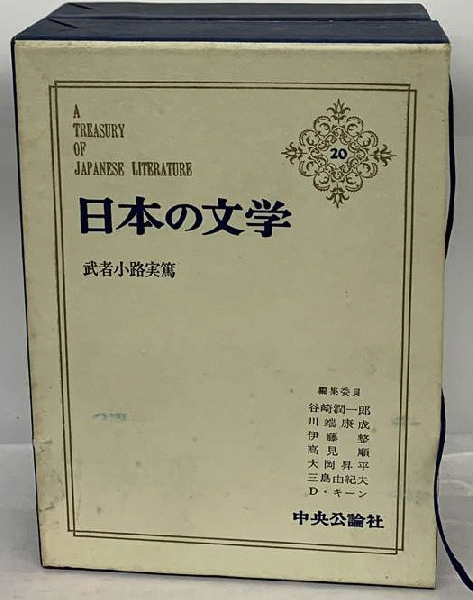 A
TREASURY
OF
JAPANESE LITERATURE
20
日本の文学
武者小路実篤
編集委員
谷崎潤一郎
川端康成
伊藤整
高見順
大岡昇平
三島由紀夫
D・キーン
中央公論社